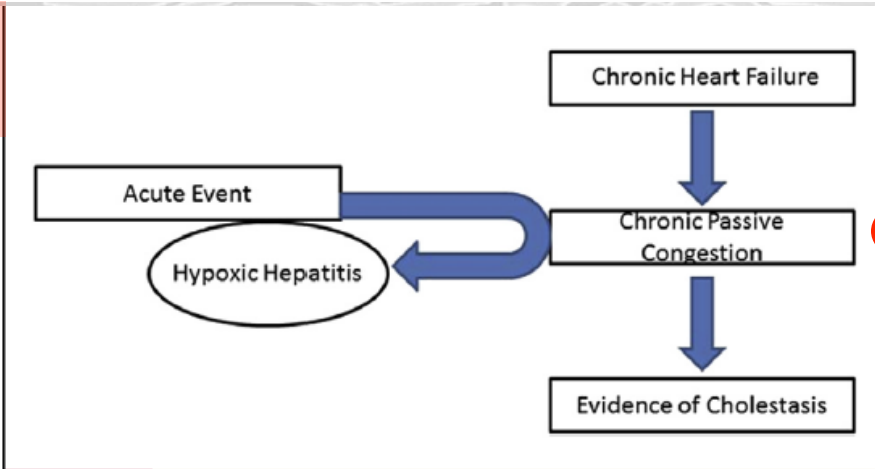 Chronic Heart Failure
Acute Event
Chronic Passive
Congestion
Hypoxic Hepatitis
Evidence of Cholestasis